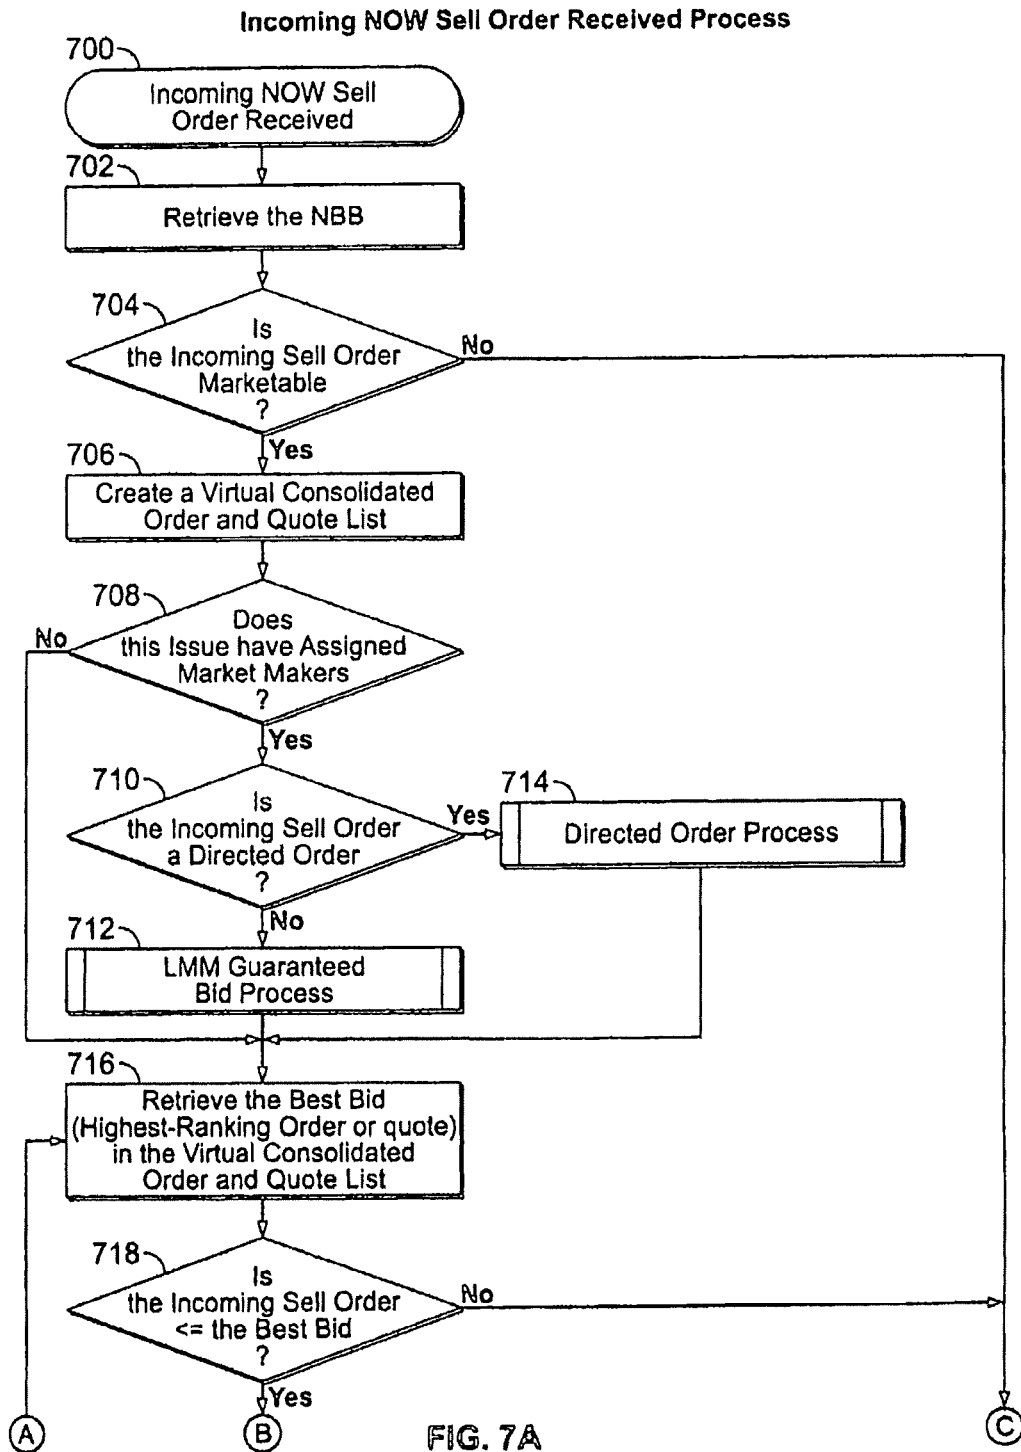 Incoming NOW Sell Order Received Process
700
Incoming NOW Sell
Order Received
702
Retrieve the NBB
704
Is
the Incoming Sell Order
Marketable
?
No
Yes
706
Create a Virtual Consolidated
Order and Quote List
708
Does
this Issue have Assigned
Market Makers
?
No
Yes
710
Is
the Incoming Sell Order
a Directed Order
?
Yes
714
Directed Order Process
No
712
LMM Guaranteed
Bid Process
716
Retrieve the Best Bid
(Highest-Ranking Order or quote)
in the Virtual Consolidated
Order and Quote List
718
Is
the Incoming Sell Order
<= the Best Bid
?
No
Yes
A
B
C
FIG. 7A